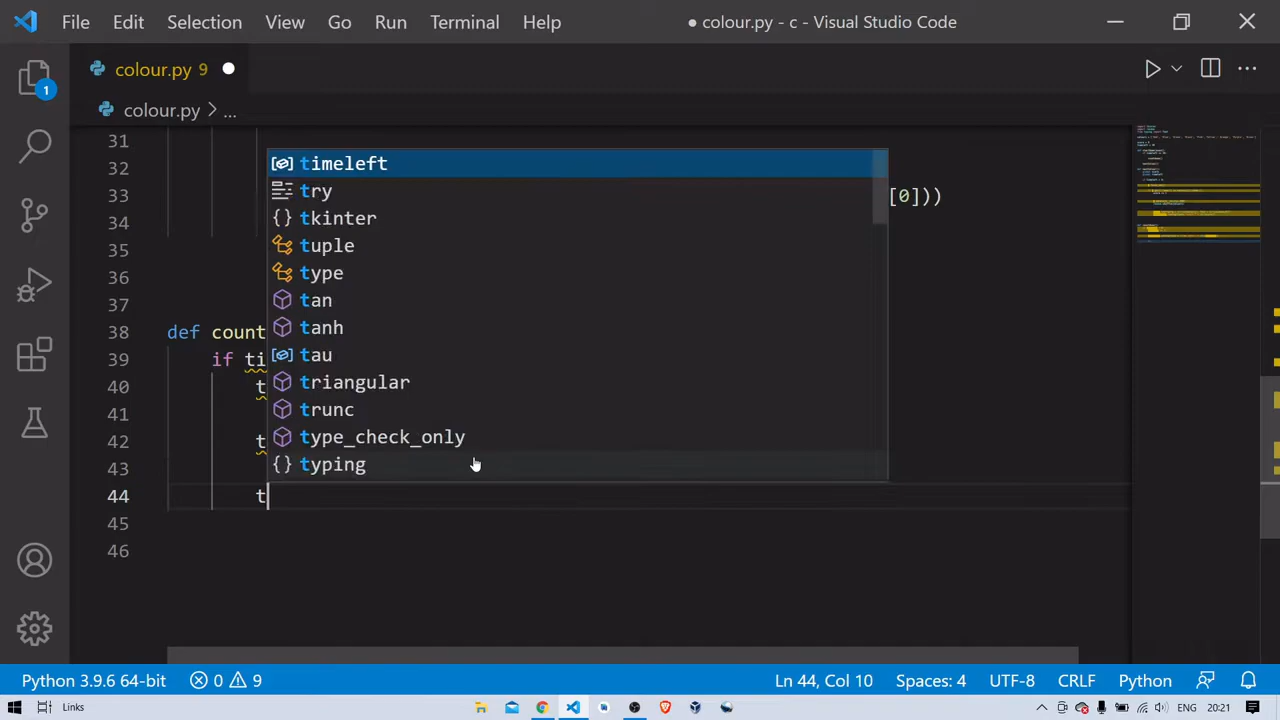 File Edit Selection View Go Run Terminal Help
● colour.py - c - Visual Studio Code
colour.py 9
1
colour.py > ...
31
32
33 [0]))
34
35
36
37
38 def count
39 if ti
40 t
41
42 t
43
44 t
45
46
timeleft
try
tkinter
tuple
type
tan
tanh
tau
triangular
trunc
type_check_only
typing
Python 3.9.6 64-bit 0 9 Ln 44, Col 10 Spaces: 4 UTF-8 CRLF Python
Links ENG 20:21